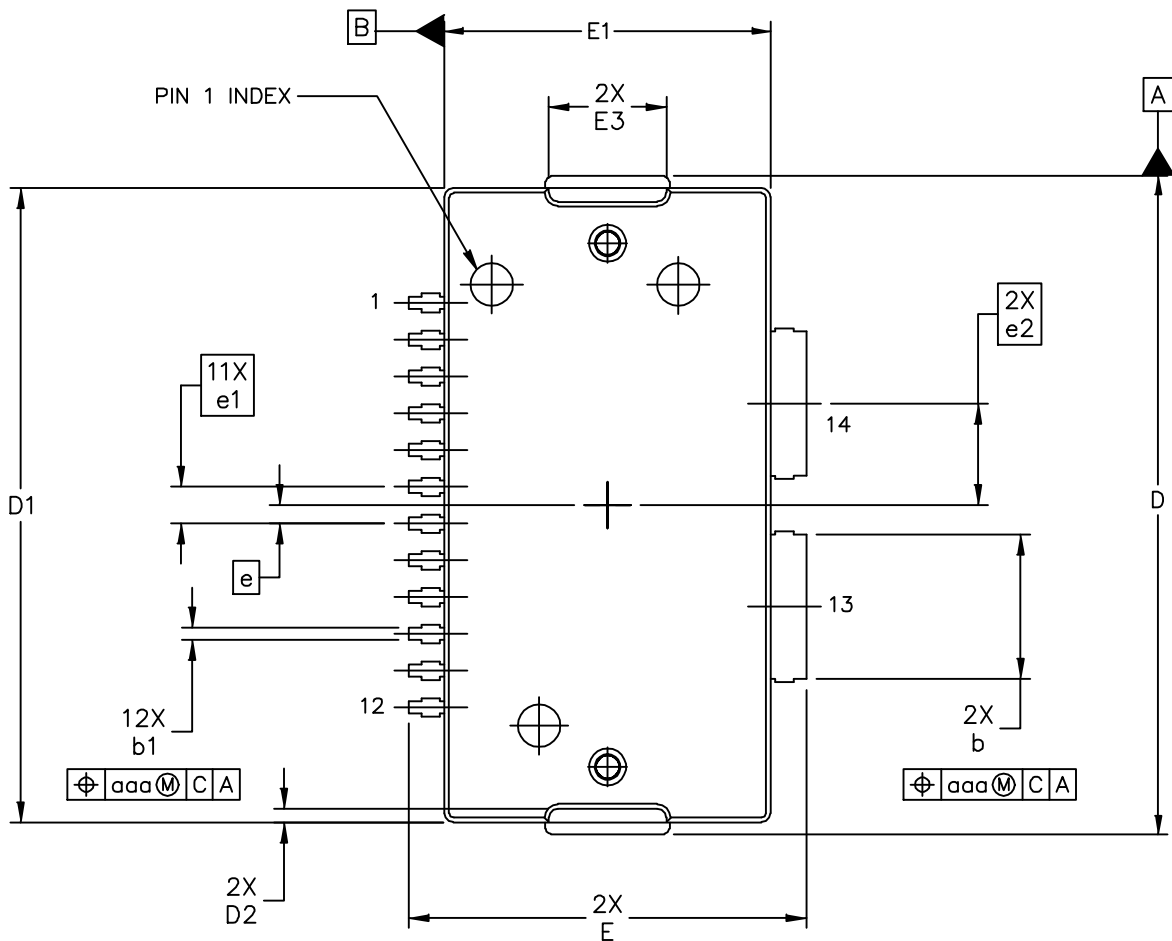 B
E1
PIN 1 INDEX
2X
E3
A
1
2X
e2
11X
e1
14
D1
D
e
13
12X
b1
12
2X
b
⌖ aaa Ⓜ C A
⌖ aaa Ⓜ C A
2X
D2
2X
E